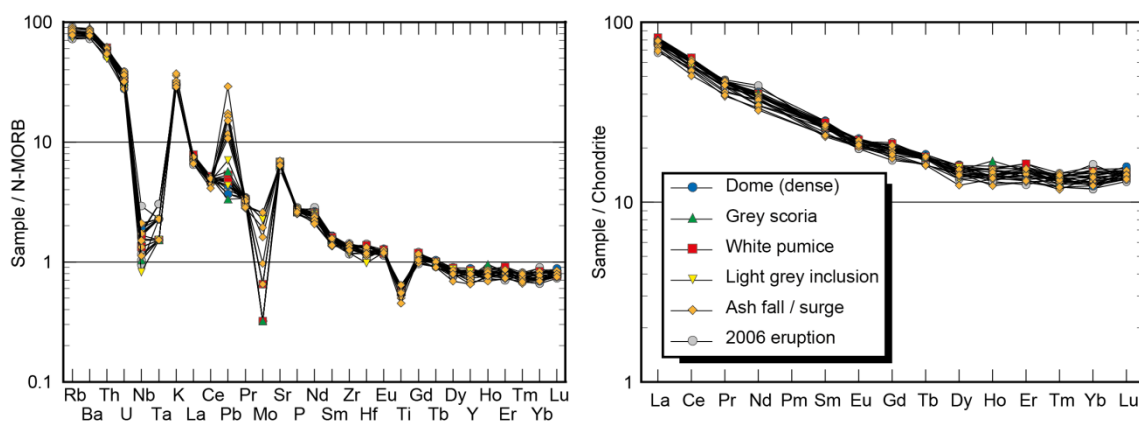 100
10
1
0.1
Sample / N-MORB
Rb Th Nb K Ce Pr Sr Nd Zr Eu Gd Dy Ho Tm Lu
Ba U Ta La Pb Mo P Sm Hf Ti Tb Y Er Yb
100
10
1
Sample / Chondrite
Dome (dense)
Grey scoria
White pumice
Light grey inclusion
Ash fall / surge
2006 eruption
La Ce Pr Nd Pm Sm Eu Gd Tb Dy Ho Er Tm Yb Lu